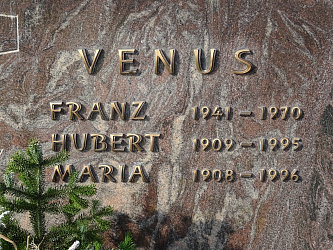 VENUS
FRANZ 1941 – 1970
HUBERT 1909 – 1995
MARIA 1908 – 1996